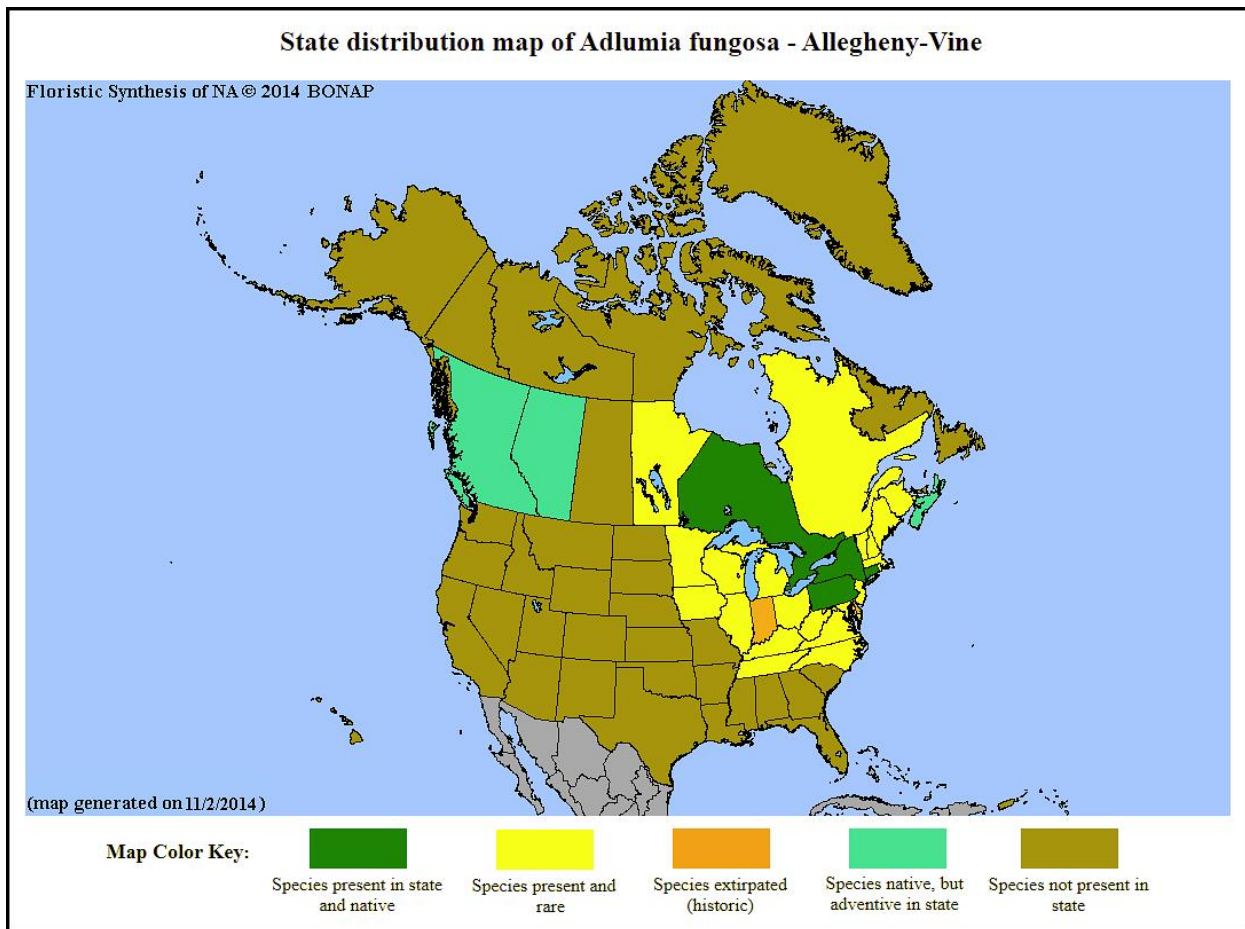 State distribution map of Adlumia fungosa - Allegheny-Vine
Floristic Synthesis of NA © 2014 BONAP
(map generated on 11/2/2014)
Map Color Key:
Species present in state
and native
Species present and
rare
Species extirpated
(historic)
Species native, but
adventive in state
Species not present in
state